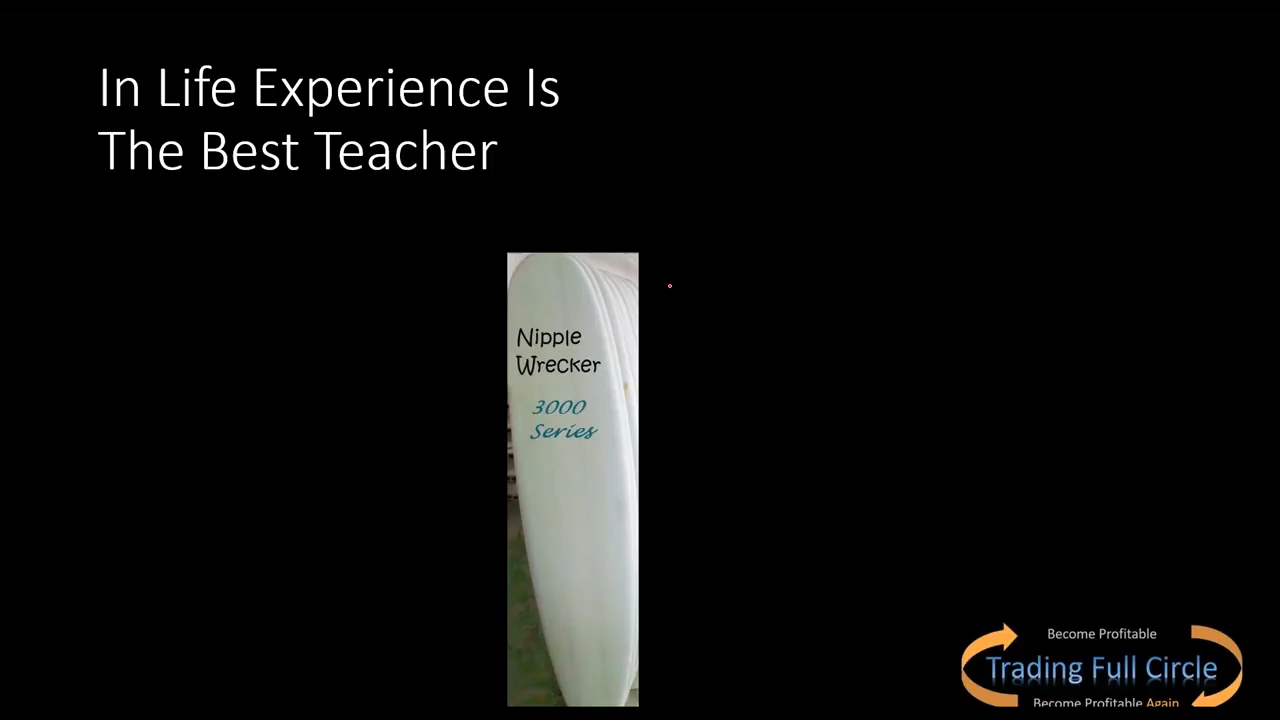 In Life Experience Is
The Best Teacher
Nipple
Wrecker
3000
Series
Become Profitable
Trading Full Circle
Become Profitable Again